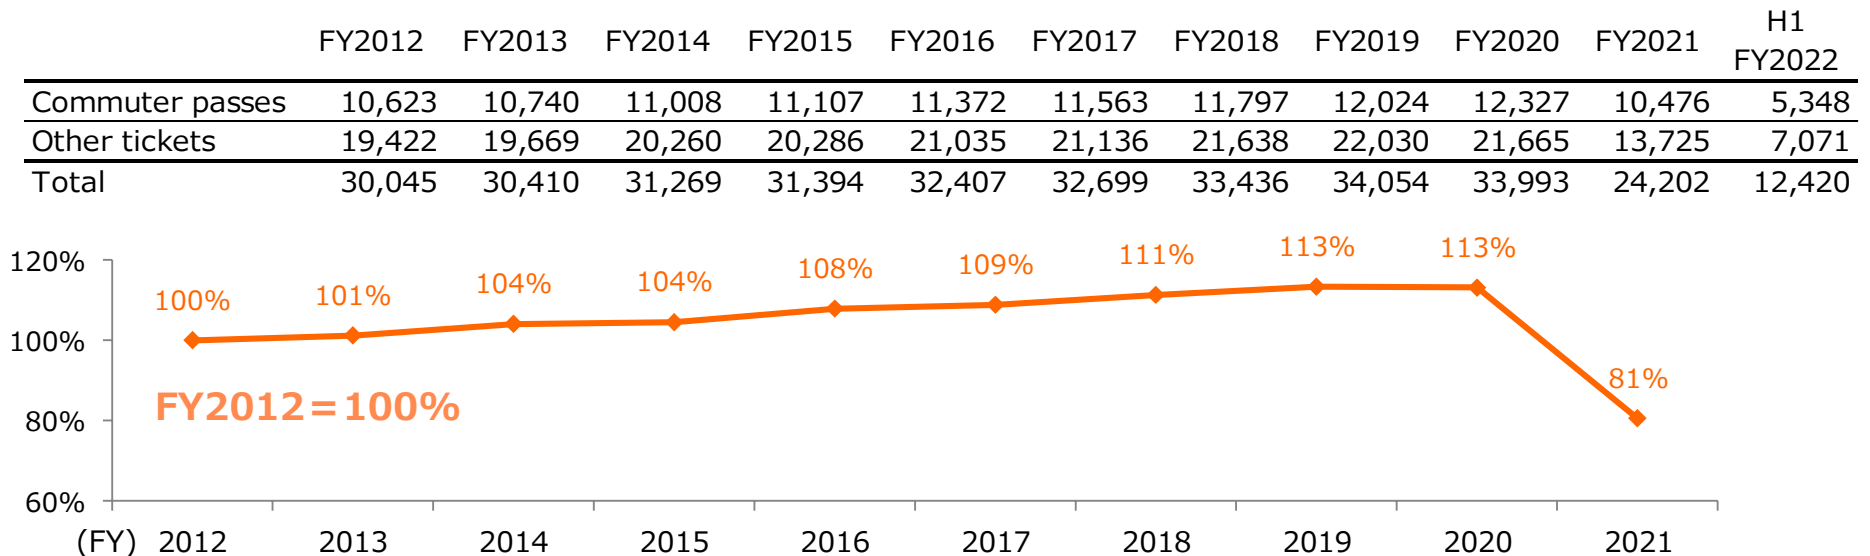 FY2012 FY2013 FY2014 FY2015 FY2016 FY2017 FY2018 FY2019 FY2020 FY2021 H1 FY2022
Commuter passes 10,623 10,740 11,008 11,107 11,372 11,563 11,797 12,024 12,327 10,476 5,348
Other tickets 19,422 19,669 20,260 20,286 21,035 21,136 21,638 22,030 21,665 13,725 7,071
Total 30,045 30,410 31,269 31,394 32,407 32,699 33,436 34,054 33,993 24,202 12,420
120%
100%
80%
60%
100% 101% 104% 104% 108% 109% 111% 113% 113% 81%
FY2012=100%
(FY) 2012 2013 2014 2015 2016 2017 2018 2019 2020 2021